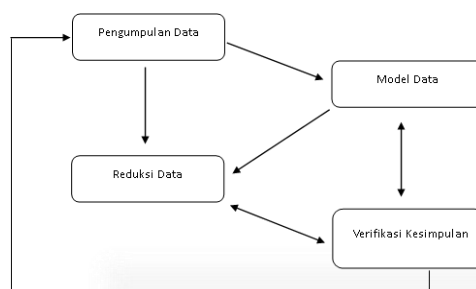 Pengumpulan Data
Model Data
Reduksi Data
Verifikasi Kesimpulan